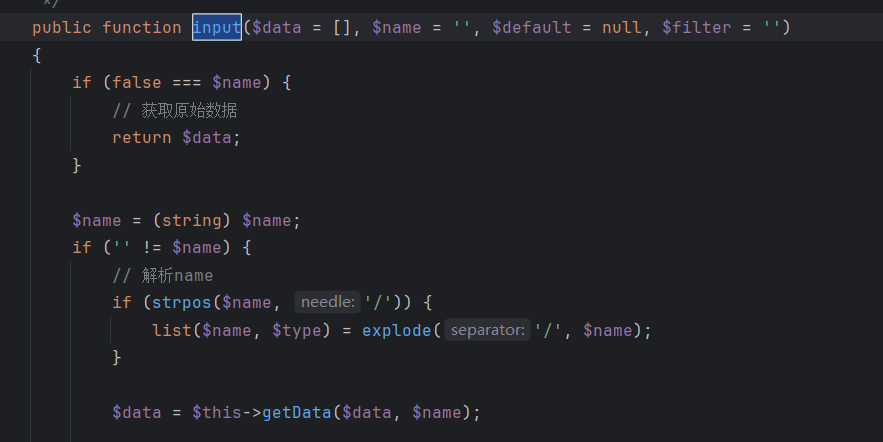 */
public function input($data = [], $name = '', $default = null, $filter = '')
{
if (false === $name) {
// 获取原始数据
return $data;
}
$name = (string) $name;
if ('' != $name) {
// 解析name
if (strpos($name, needle: '/')) {
list($name, $type) = explode( separator: '/', $name);
}
$data = $this->getData($data, $name);